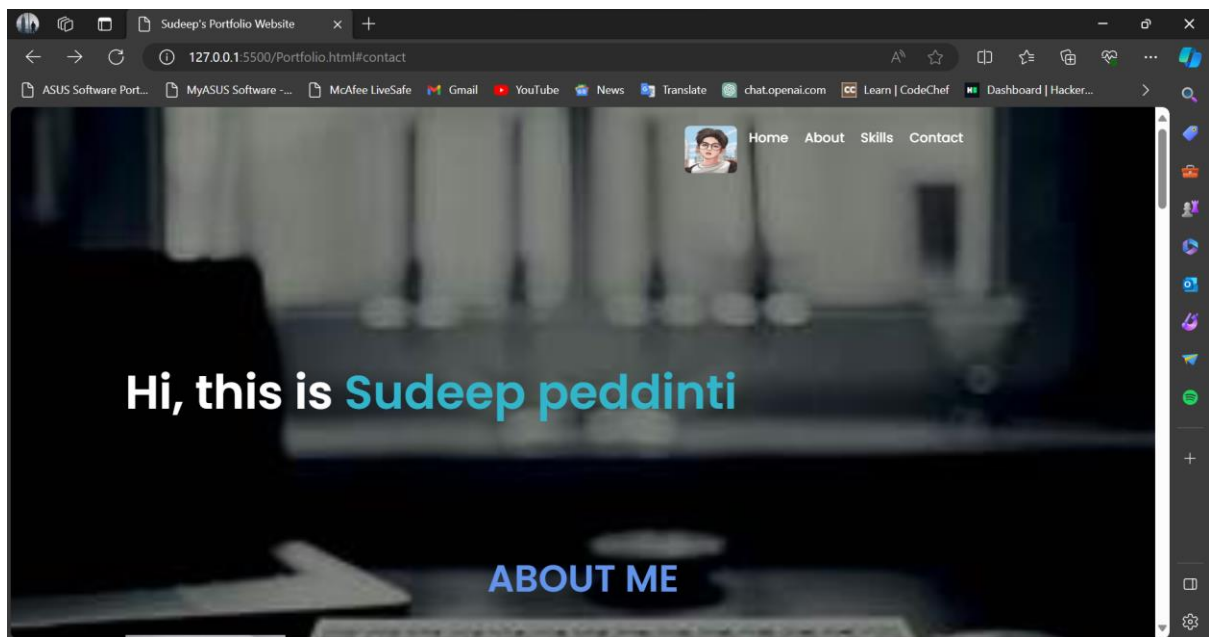 Sudeep's Portfolio Website
127.0.0.1:5500/Portfolio.html#contact
ASUS Software Port... MyASUS Software -... McAfee LiveSafe Gmail YouTube News Translate chat.openai.com CC Learn | CodeChef Dashboard | Hacker...
Home About Skills Contact
Hi, this is Sudeep peddinti
ABOUT ME